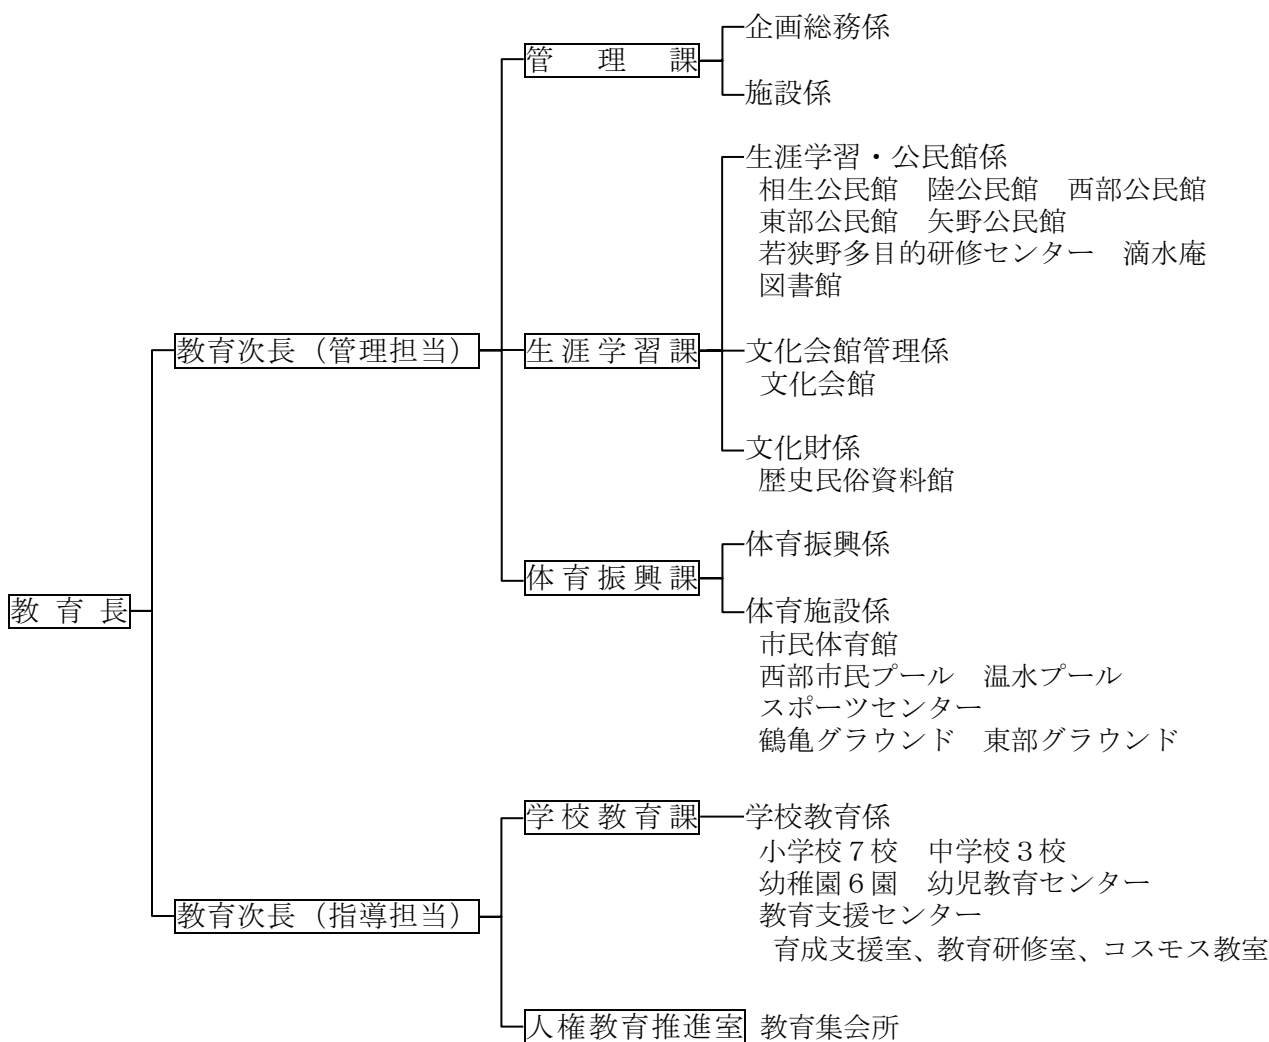 企画総務係
管理課
施設係
生涯学習・公民館係
相生公民館　陸公民館　西部公民館
東部公民館　矢野公民館
若狭野多目的研修センター　滴水庵
図書館
教育次長（管理担当）
生涯学習課
文化会館管理係
文化会館
文化財係
歴史民俗資料館
体育振興係
体育振興課
教育長
体育施設係
市民体育館
西部市民プール　温水プール
スポーツセンター
鶴亀グラウンド　東部グラウンド
学校教育課
学校教育係
小学校７校　中学校３校
幼稚園６園　幼児教育センター
教育次長（指導担当）
教育支援センター
育成支援室、教育研修室、コスモス教室
人権教育推進室　教育集会所